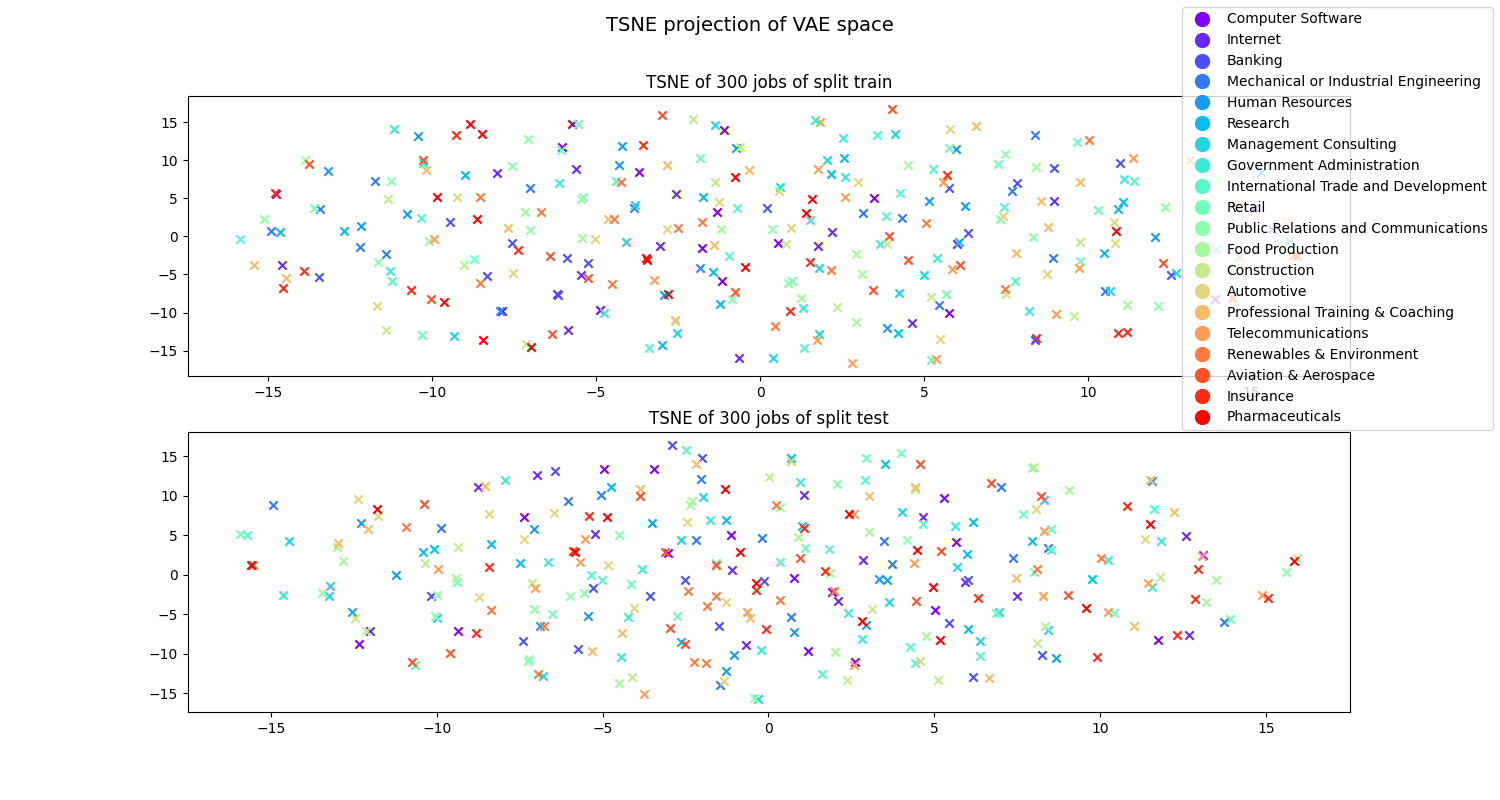 TSNE projection of VAE space
TSNE of 300 jobs of split train
15
10
5
0
−5
−10
−15
−15
−10
−5
0
5
10
15
Computer Software
Internet
Banking
Mechanical or Industrial Engineering
Human Resources
Research
Management Consulting
Government Administration
International Trade and Development
Retail
Public Relations and Communications
Food Production
Construction
Automotive
Professional Training & Coaching
Telecommunications
Renewables & Environment
Aviation & Aerospace
Insurance
Pharmaceuticals
TSNE of 300 jobs of split test
15
10
5
0
−5
−10
−15
−15
−10
−5
0
5
10
15